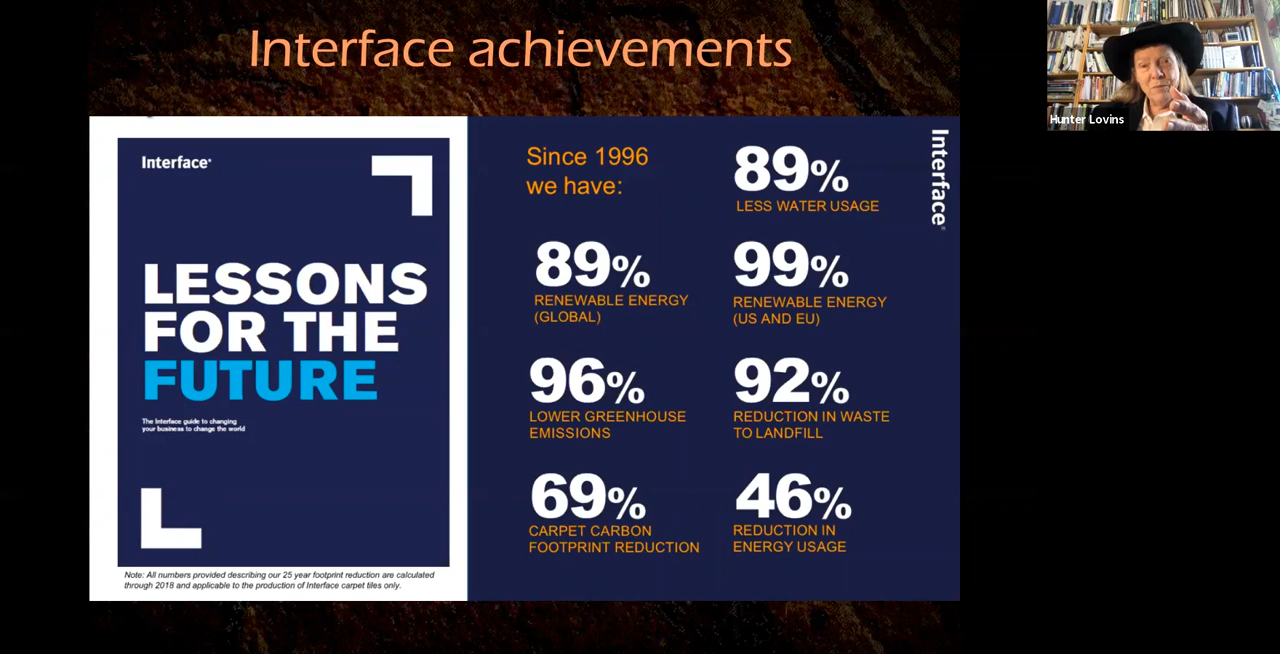 Interface achievements
Hunter Lovins
Interface®
LESSONS
FOR THE
FUTURE
The Interface guide to changing
your business to change the world
Note: All numbers provided describing our 25 year footprint reduction are calculated
through 2018 and applicable to the production of Interface carpet tiles only.
Since 1996
we have:
89%
LESS WATER USAGE
89%
RENEWABLE ENERGY
(GLOBAL)
99%
RENEWABLE ENERGY
(US AND EU)
96%
LOWER GREENHOUSE
EMISSIONS
92%
REDUCTION IN WASTE
TO LANDFILL
69%
CARPET CARBON
FOOTPRINT REDUCTION
46%
REDUCTION IN
ENERGY USAGE
Interface®